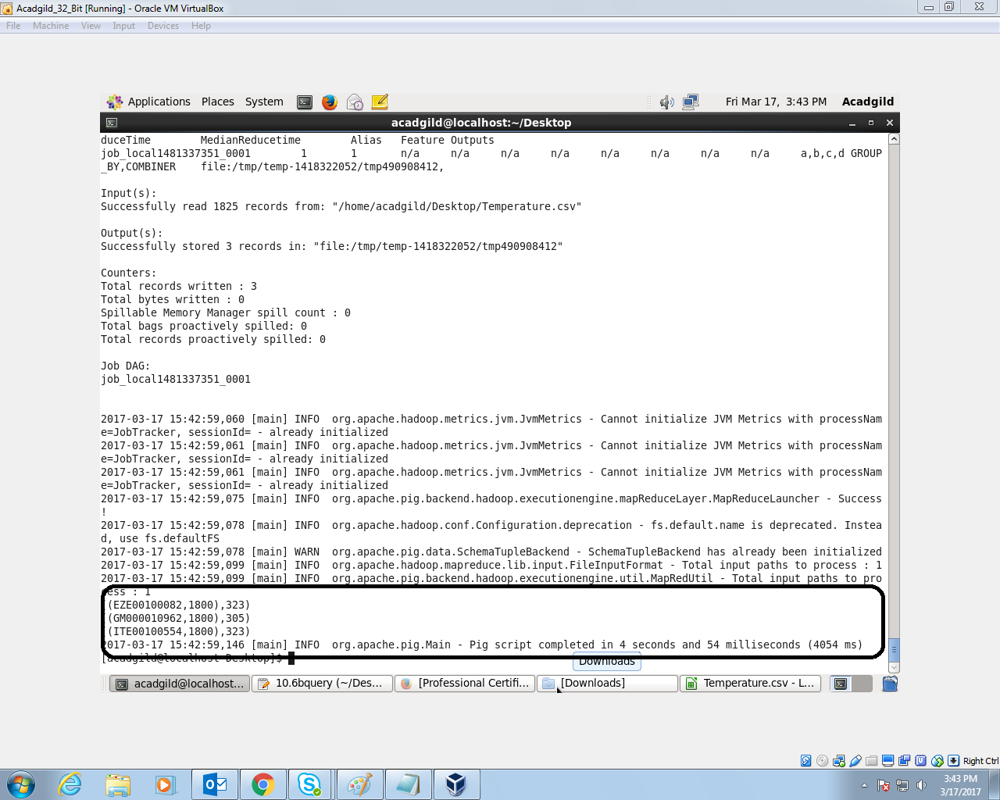 Acadgild_32_Bit [Running] - Oracle VM VirtualBox
File Machine View Input Devices Help
Applications Places System Fri Mar 17, 3:43 PM Acadgild
acadgild@localhost:~/Desktop
duceTime MedianReducetime Alias Feature Outputs
job_local1481337351_0001 1 1 n/a n/a n/a n/a n/a n/a n/a n/a a,b,c,d GROUP
_BY,COMBINER file:/tmp/temp-1418322052/tmp490908412,
Input(s):
Successfully read 1825 records from: "/home/acadgild/Desktop/Temperature.csv"
Output(s):
Successfully stored 3 records in: "file:/tmp/temp-1418322052/tmp490908412"
Counters:
Total records written : 3
Total bytes written : 0
Spillable Memory Manager spill count : 0
Total bags proactively spilled: 0
Total records proactively spilled: 0
Job DAG:
job_local1481337351_0001
2017-03-17 15:42:59,060 [main] INFO org.apache.hadoop.metrics.jvm.JvmMetrics - Cannot initialize JVM Metrics with processNam
e=JobTracker, sessionId= - already initialized
2017-03-17 15:42:59,061 [main] INFO org.apache.hadoop.metrics.jvm.JvmMetrics - Cannot initialize JVM Metrics with processNam
e=JobTracker, sessionId= - already initialized
2017-03-17 15:42:59,061 [main] INFO org.apache.hadoop.metrics.jvm.JvmMetrics - Cannot initialize JVM Metrics with processNam
e=JobTracker, sessionId= - already initialized
2017-03-17 15:42:59,075 [main] INFO org.apache.pig.backend.hadoop.executionengine.mapReduceLayer.MapReduceLauncher - Success
!
2017-03-17 15:42:59,078 [main] INFO org.apache.hadoop.conf.Configuration.deprecation - fs.default.name is deprecated. Instea
d, use fs.defaultFS
2017-03-17 15:42:59,078 [main] WARN org.apache.pig.data.SchemaTupleBackend - SchemaTupleBackend has already been initialized
2017-03-17 15:42:59,099 [main] INFO org.apache.hadoop.mapreduce.lib.input.FileInputFormat - Total input paths to process : 1
2017-03-17 15:42:59,099 [main] INFO org.apache.pig.backend.hadoop.executionengine.util.MapRedUtil - Total input paths to pro
cess : 1
(EZE00100082,1800),323)
(GM000010962,1800),305)
(ITE00100554,1800),323)
2017-03-17 15:42:59,146 [main] INFO org.apache.pig.Main - Pig script completed in 4 seconds and 54 milliseconds (4054 ms)
[acadgild@localhost Desktop]$
Downloads
acadgild@localhost... 10.6bquery (~/Des... [Professional Certifi... [Downloads] Temperature.csv - L...
Right Ctrl
3:43 PM
3/17/2017